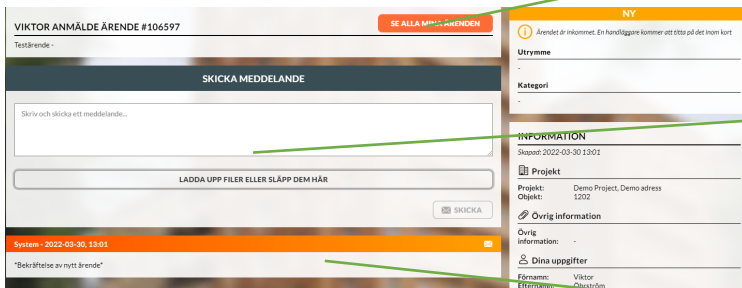 VIKTOR ANMÄLDE ÄRENDE #106597
SE ALLA MINA ÄRENDEN
Testärende -
SKICKA MEDDELANDE
Skriv och skicka ett meddelande...
LADDA UPP FILER ELLER SLÄPP DEM HÄR
SKICKA
System - 2022-03-30, 13:01
*Bekräftelse av nytt ärende*
NY
Ärendet är inkommet. En handläggare kommer att titta på det inom kort
Utrymme
-
Kategori
-
INFORMATION
Skapad: 2022-03-30 13:01
Projekt
Projekt: Demo Project, Demo adress
Objekt: 1202
Övrig information
Övrig
information: -
Dina uppgifter
Förnamn: Viktor
Efternamn: Öhrström